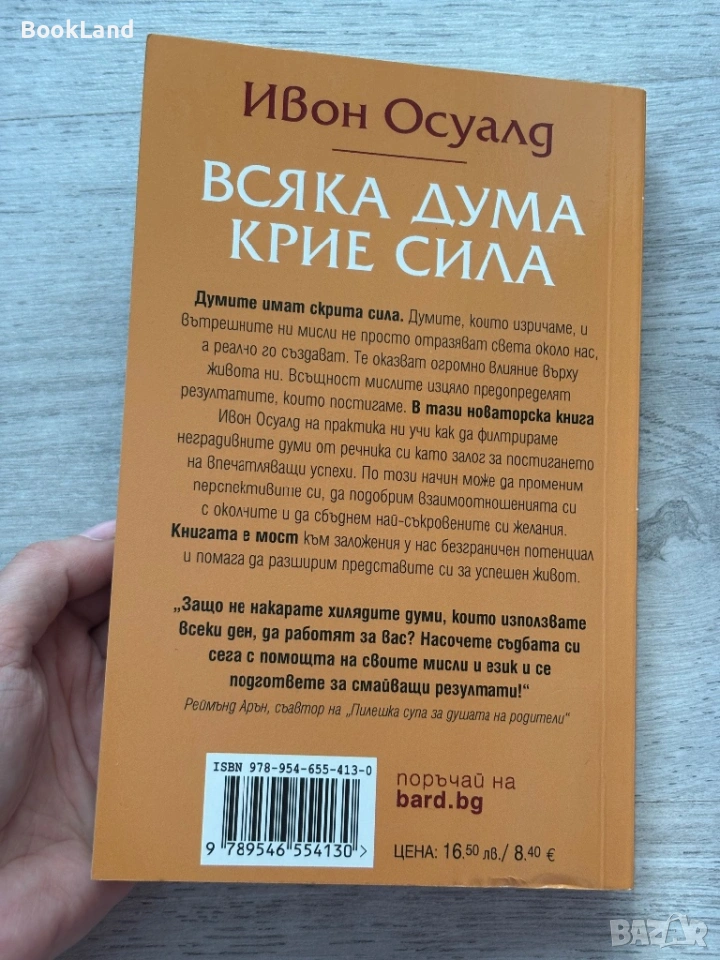 BookLand
Ивон Осуалд
ВСЯКА ДУМА
КРИЕ СИЛА
Думите имат скрита сила. Думите, които изричаме, и
вътрешните ни мисли не просто отразяват света около нас,
а реално го създават. Те оказват огромно влияние върху
живота ни. Всъщност мислите изцяло предопределят
резултатите, които постигаме. В тази новаторска книга
Ивон Осуалд на практика ни учи как да филтрираме
неградивните думи от речника си като залог за постигането
на впечатляващи успехи. По този начин може да променим
перспективите си, да подобрим взаимоотношенията си
с околните и да сбъднем най-съкровените си желания.
Книгата е мост към заложения у нас безграничен потенциал
и помага да разширим представите си за успешен живот.
„Защо не накарате хилядите думи, които използвате
всеки ден, да работят за вас? Насочете съдбата си
сега с помощта на своите мисли и език и се
подгответе за смайващи резултати!“
Реймънд Арън, съавтор на „Пилешка супа за душата на родители“
ISBN 978-954-655-413-0
9 789546 554130 >
поръчай на
bard.bg
ЦЕНА: 16.50 лв./ 8.40 €
BAZAR